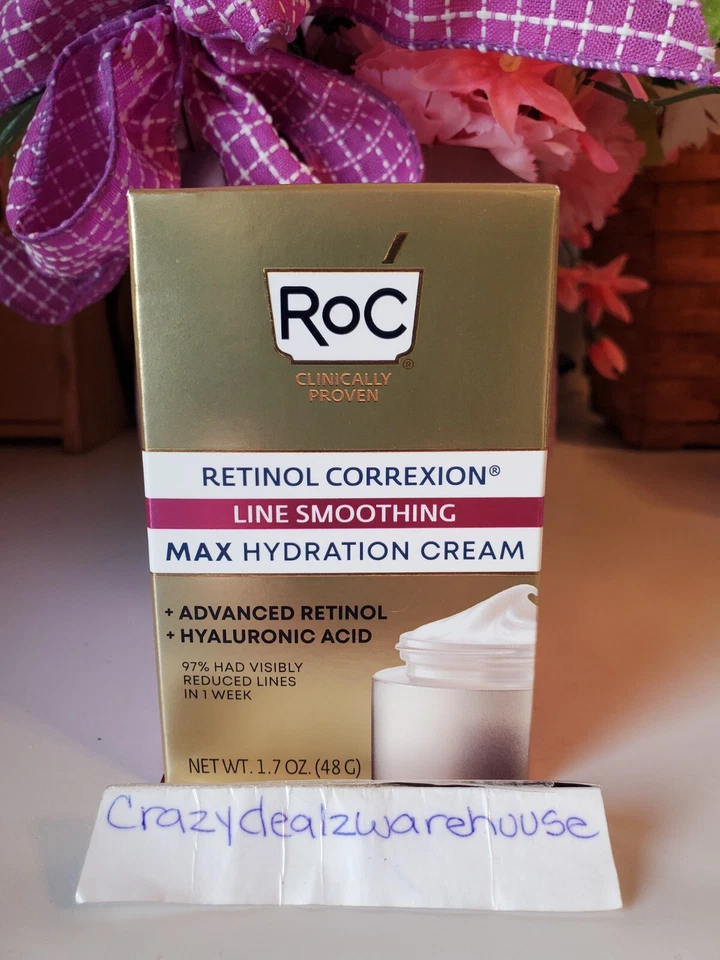 RoC®
CLINICALLY
PROVEN
RETINOL CORREXION®
LINE SMOOTHING
MAX HYDRATION CREAM
+ ADVANCED RETINOL
+ HYALURONIC ACID
97% HAD VISIBLY
REDUCED LINES
IN 1 WEEK
NET WT. 1.7 OZ. (48 G)
Crazydealzwarehuuse